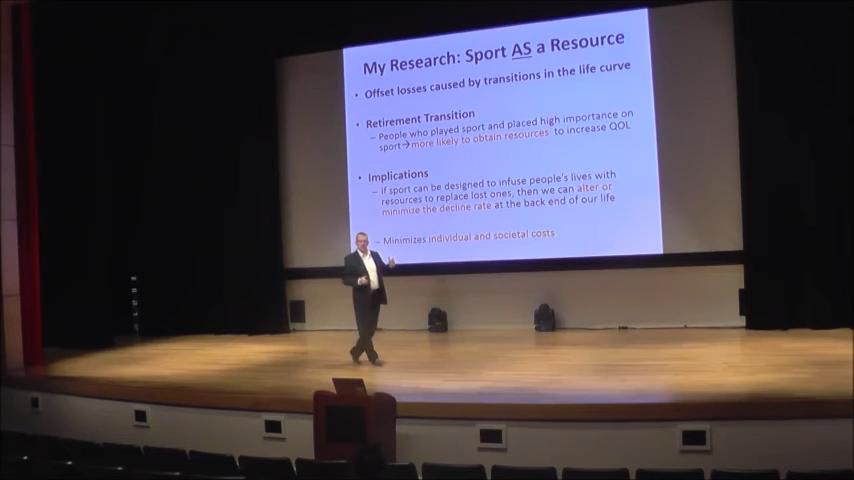 My Research: Sport AS a Resource
• Offset losses caused by transitions in the life curve
• Retirement Transition
– People who played sport and placed high importance on
sport→more likely to obtain resources to increase QOL
• Implications
– If sport can be designed to infuse people's lives with
resources to replace lost ones, then we can alter or
minimize the decline rate at the back end of our life
– Minimizes individual and societal costs